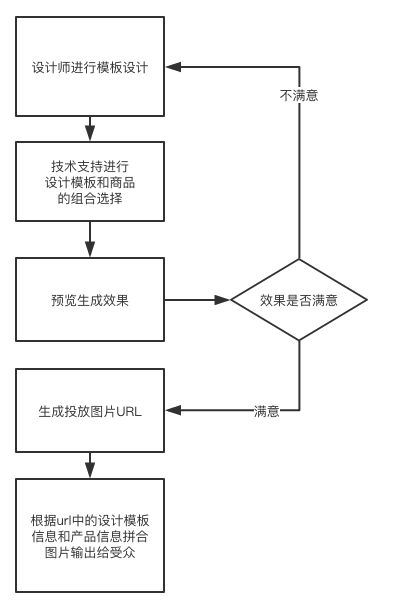 设计师进行模板设计
不满意
技术支持进行
设计模板和商品
的组合选择
预览生成效果
效果是否满意
生成投放图片URL
满意
根据url中的设计模板
信息和产品信息拼合
图片输出给受众